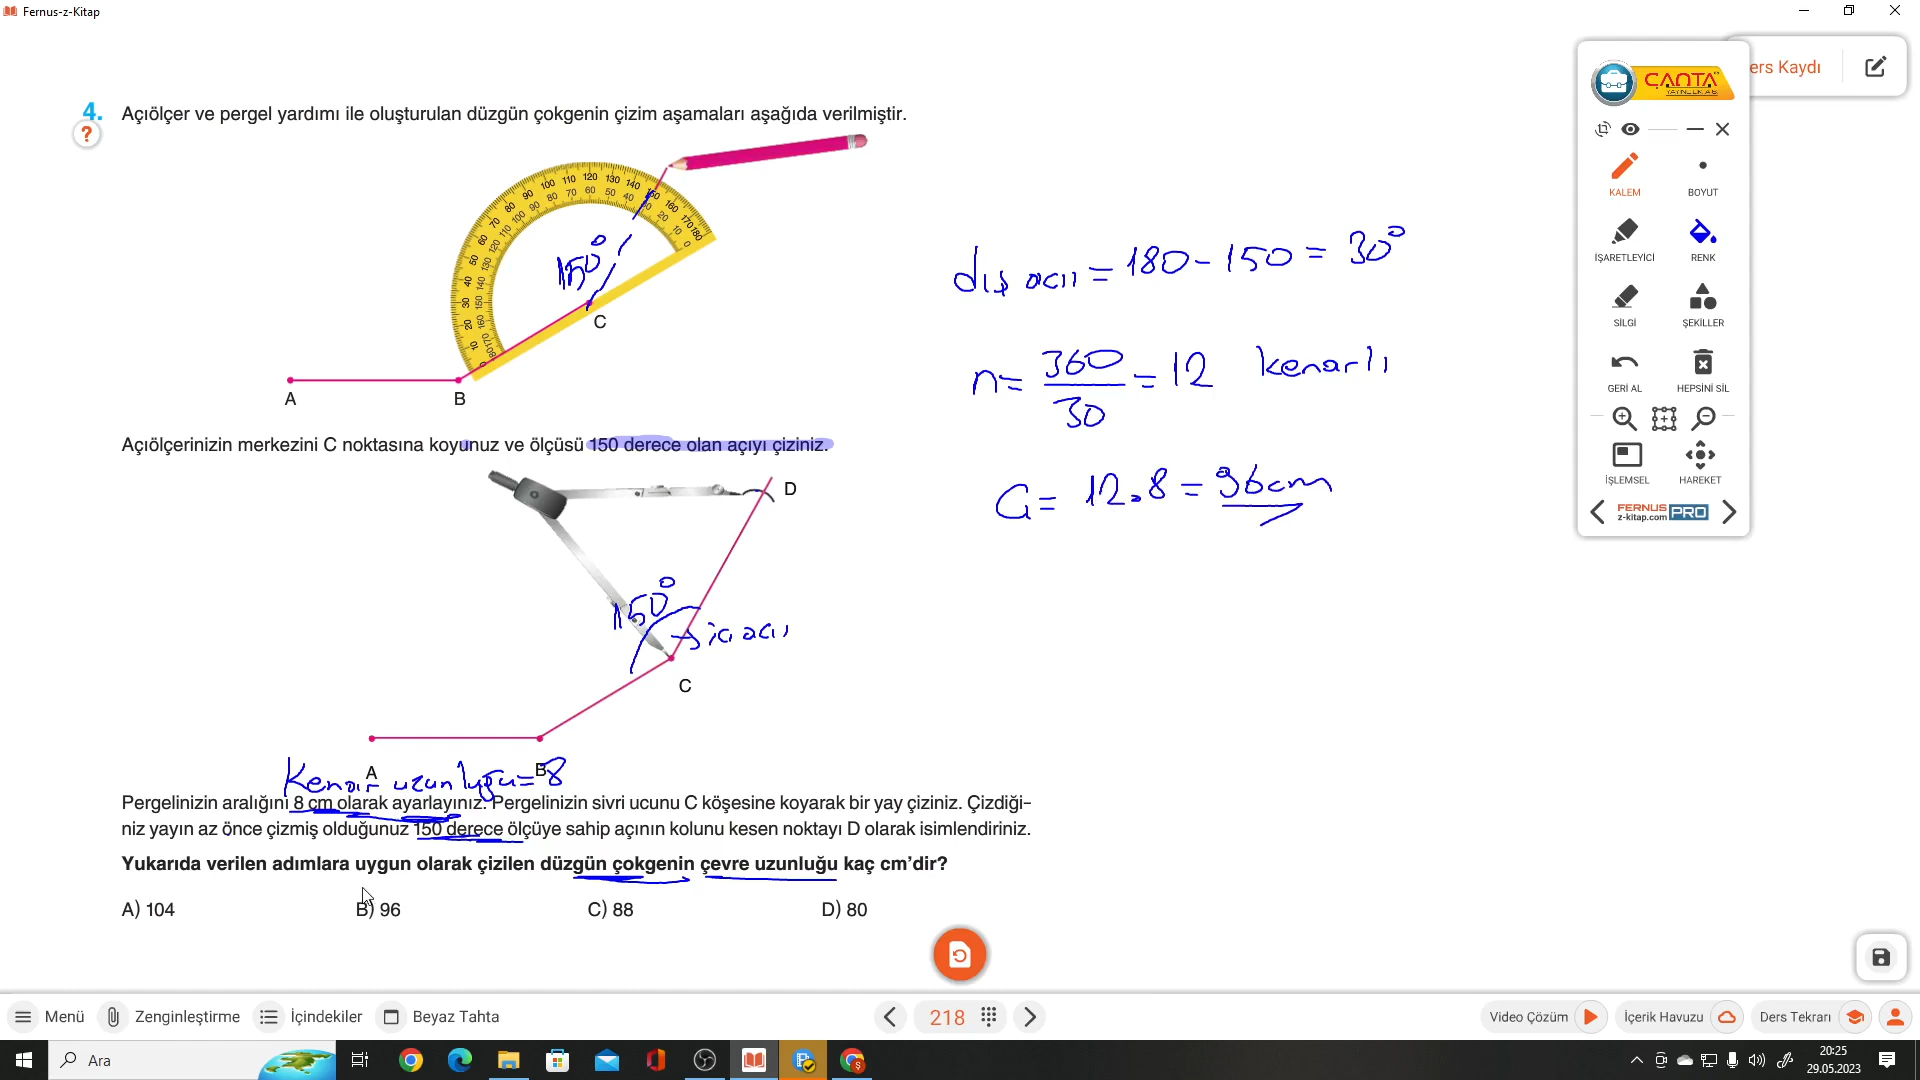 Fernus-z-Kitap
4. Açıölçer ve pergel yardımı ile oluşturulan düzgün çokgenin çizim aşamaları aşağıda verilmiştir.
?
150°
C
A
B
Açıölçerinizin merkezini C noktasına koyunuz ve ölçüsü 150 derece olan açıyı çiziniz.
D
150°
→ iç açı
C
A
B
Kenar uzunluğu=8
Pergelinizin aralığını 8 cm olarak ayarlayınız. Pergelinizin sivri ucunu C köşesine koyarak bir yay çiziniz. Çizdiği-
niz yayın az önce çizmiş olduğunuz 150 derece ölçüye sahip açının kolunu kesen noktayı D olarak isimlendiriniz.
Yukarıda verilen adımlara uygun olarak çizilen düzgün çokgenin çevre uzunluğu kaç cm'dir?
A) 104
B) 96
C) 88
D) 80
dış açı = 180 - 150 = 30°
n = 360/30 = 12 kenarlı
Ç = 12.8 = 96cm
ers Kaydı
ÇANTA
YAYINLARI
KALEM
BOYUT
İŞARETLEYİCİ
RENK
SİLGİ
ŞEKİLLER
GERİ AL
HEPSİNİ SİL
İŞLEMSEL
HAREKET
FERNUS
z-kitap.com PRO
Menü
Zenginleştirme
İçindekiler
Beyaz Tahta
218
Video Çözüm
İçerik Havuzu
Ders Tekrarı
Ara
20:25
29.05.2023